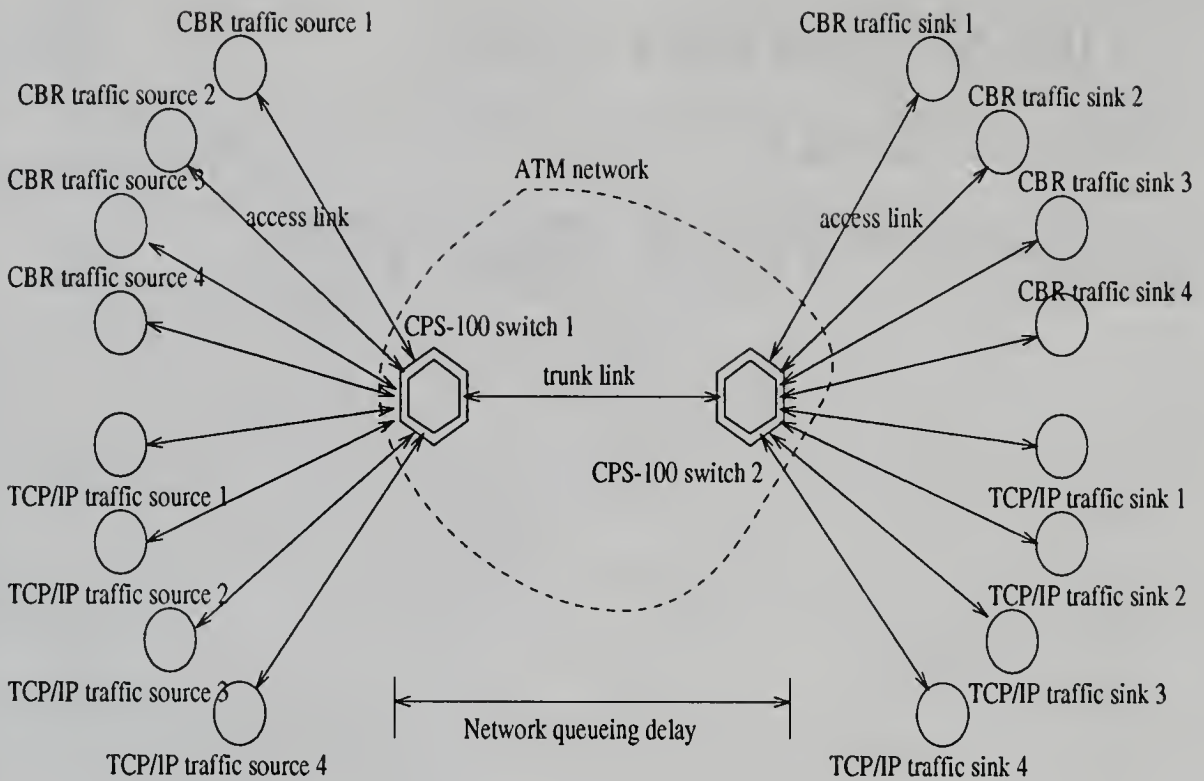 CBR traffic source 1
CBR traffic sink 1
CBR traffic source 2
CBR traffic sink 2
ATM network
CBR traffic source 3
CBR traffic sink 3
access link
access link
CBR traffic source 4
CBR traffic sink 4
CPS-100 switch 1
trunk link
CPS-100 switch 2
TCP/IP traffic source 1
TCP/IP traffic sink 1
TCP/IP traffic source 2
TCP/IP traffic sink 2
TCP/IP traffic source 3
TCP/IP traffic sink 3
Network queueing delay
TCP/IP traffic source 4
TCP/IP traffic sink 4